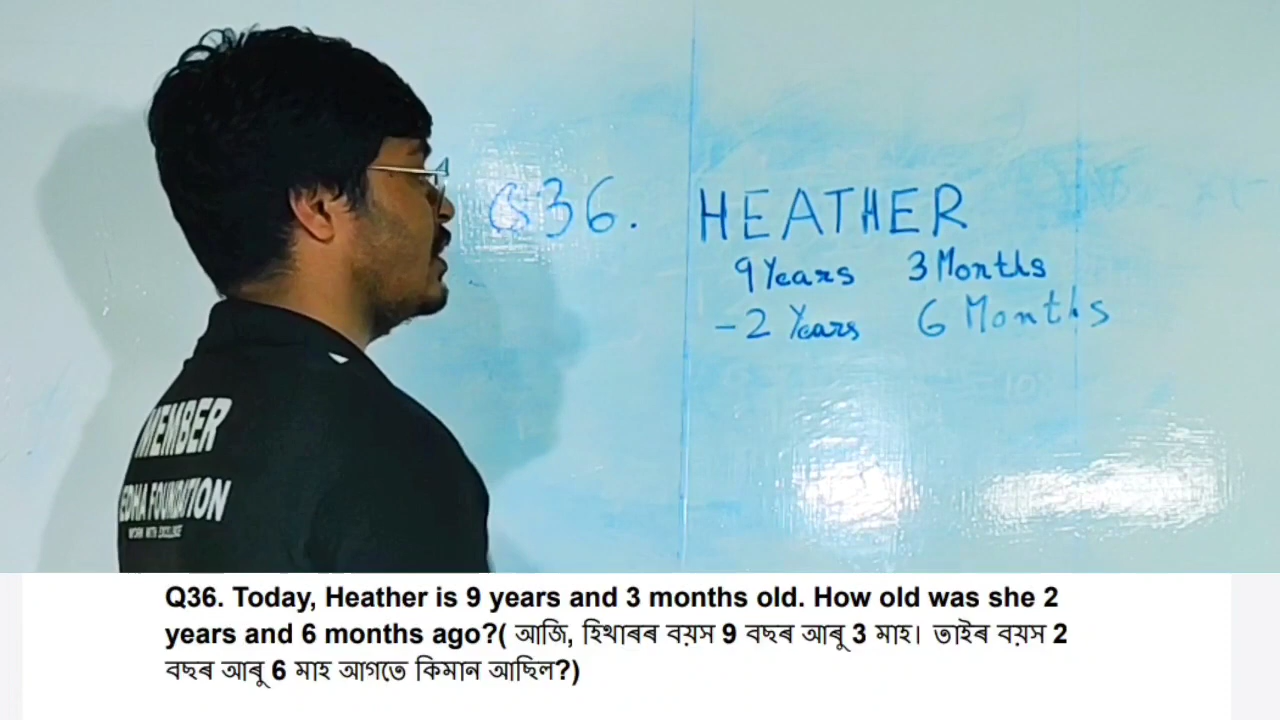 Q36. HEATHER
9 Years 3 Months
- 2 Years 6 Months
MEMBER
EDHA FOUNDATION
Q36. Today, Heather is 9 years and 3 months old. How old was she 2
years and 6 months ago?( আজি, হিথাৰৰ বয়স 9 বছৰ আৰু 3 মাহ। তাইৰ বয়স 2
বছৰ আৰু 6 মাহ আগতে কিমান আছিল?)